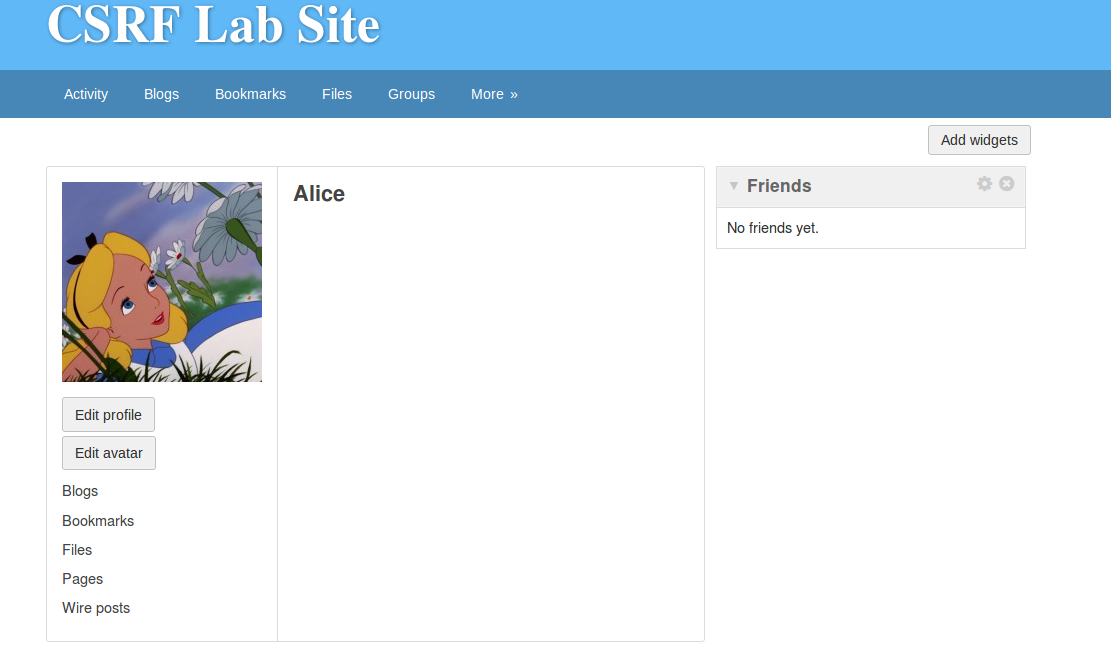 CSRF Lab Site
Activity Blogs Bookmarks Files Groups More »
Add widgets
Alice
Edit profile
Edit avatar
Blogs
Bookmarks
Files
Pages
Wire posts
Friends
No friends yet.